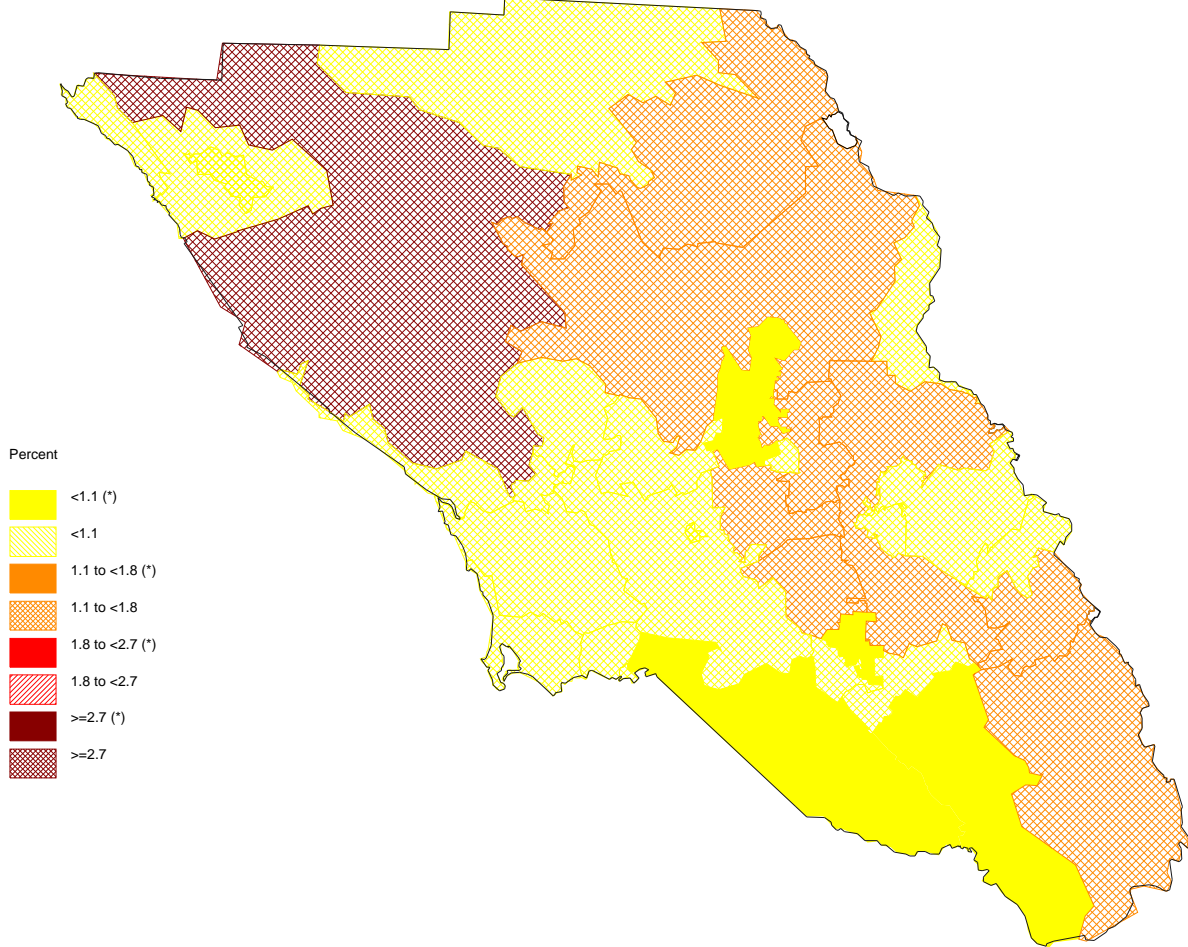 Percent
<1.1 (*)
<1.1
1.1 to <1.8 (*)
1.1 to <1.8
1.8 to <2.7 (*)
1.8 to <2.7
>=2.7 (*)
>=2.7